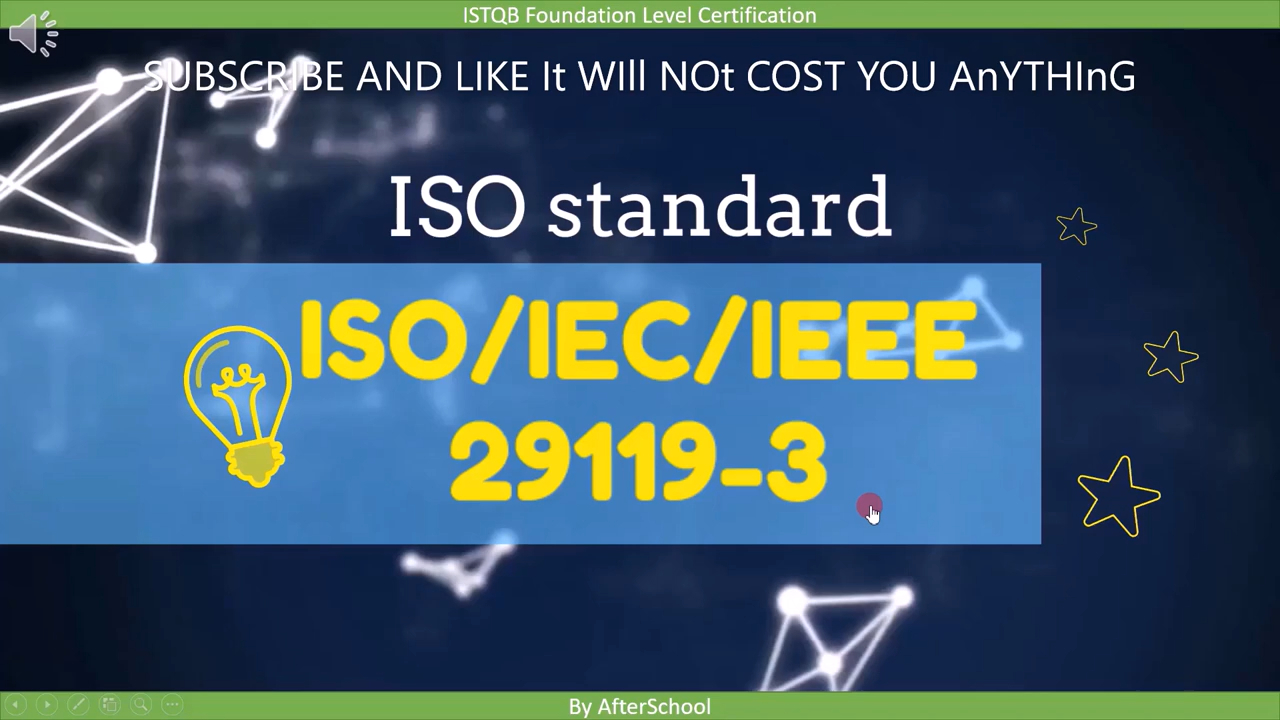 ISTQB Foundation Level Certification
SUBSCRIBE AND LIKE It WIll NOt COST YOU AnYTHInG
ISO standard
ISO/IEC/IEEE
29119-3
By AfterSchool